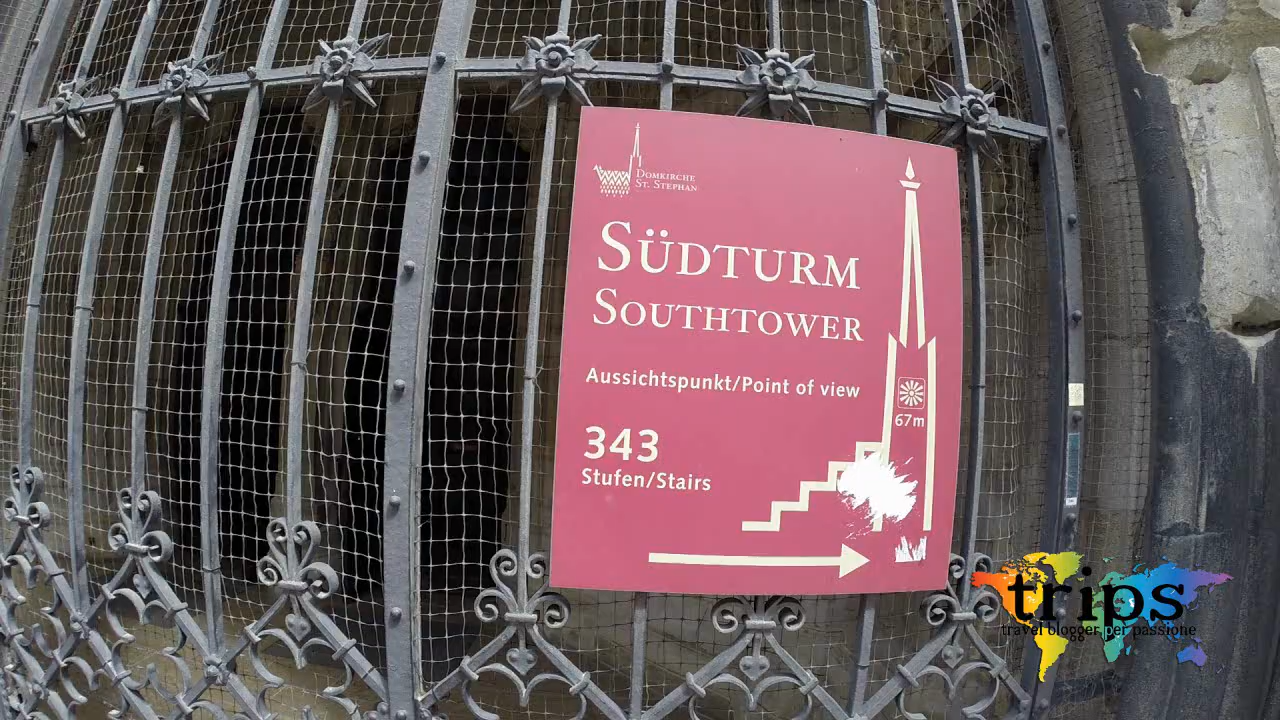 Domkirche
St. Stephan
Südturm
Southtower
Aussichtspunkt/Point of view
67m
343
Stufen/Stairs
trips
travel blogger per passione